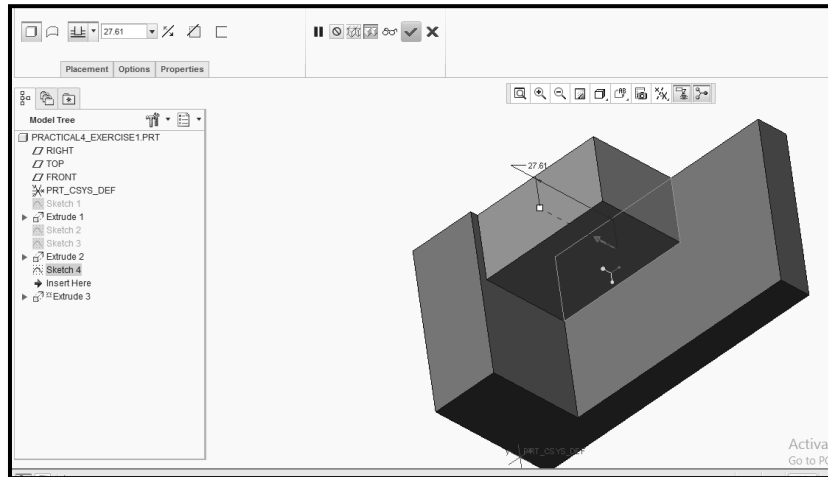 27.61
Placement Options Properties
Model Tree
PRACTICAL4_EXERCISE1.PRT
RIGHT
TOP
FRONT
PRT_CSYS_DEF
Sketch 1
Extrude 1
Sketch 2
Sketch 3
Extrude 2
Sketch 4
Insert Here
Extrude 3
27.61
PRT_CSYS_DEF
Activa
Go to PC